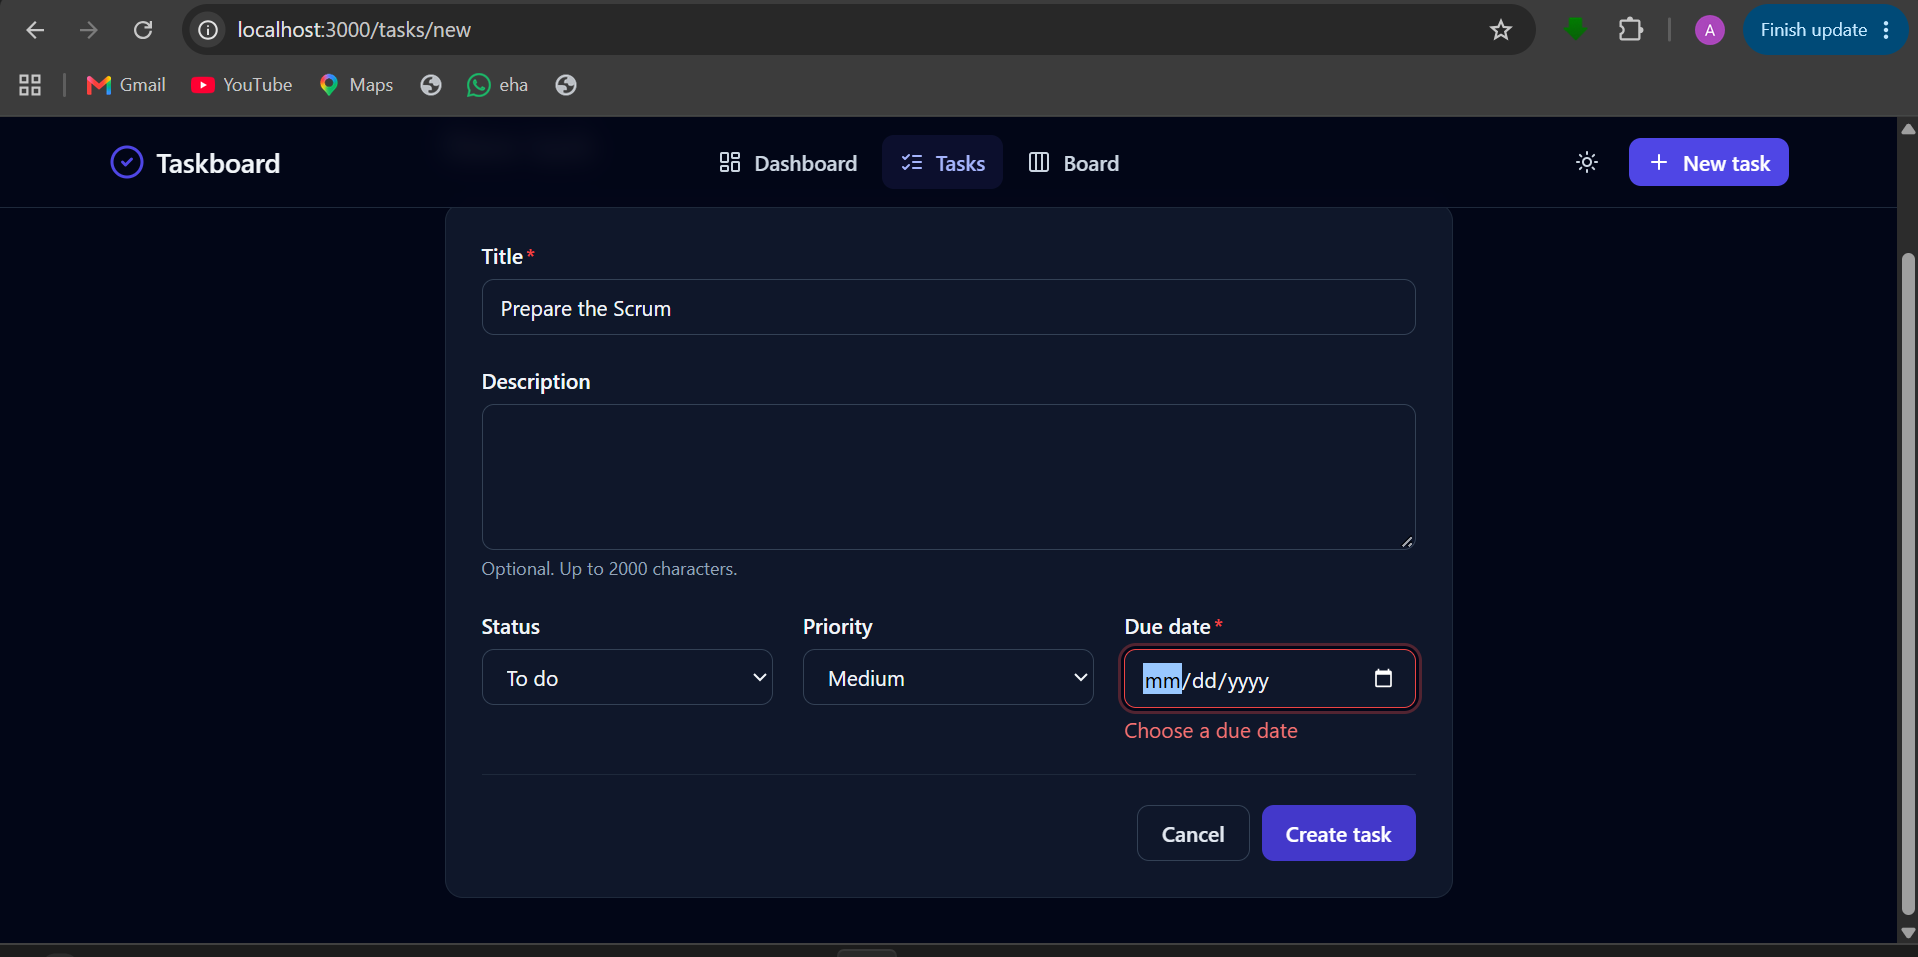 localhost:3000/tasks/new
A
Finish update
Gmail
YouTube
Maps
eha
Taskboard
Dashboard
Tasks
Board
New task
Title*
Prepare the Scrum
Description
Optional. Up to 2000 characters.
Status
Priority
Due date*
To do
Medium
mm/dd/yyyy
Choose a due date
Cancel
Create task